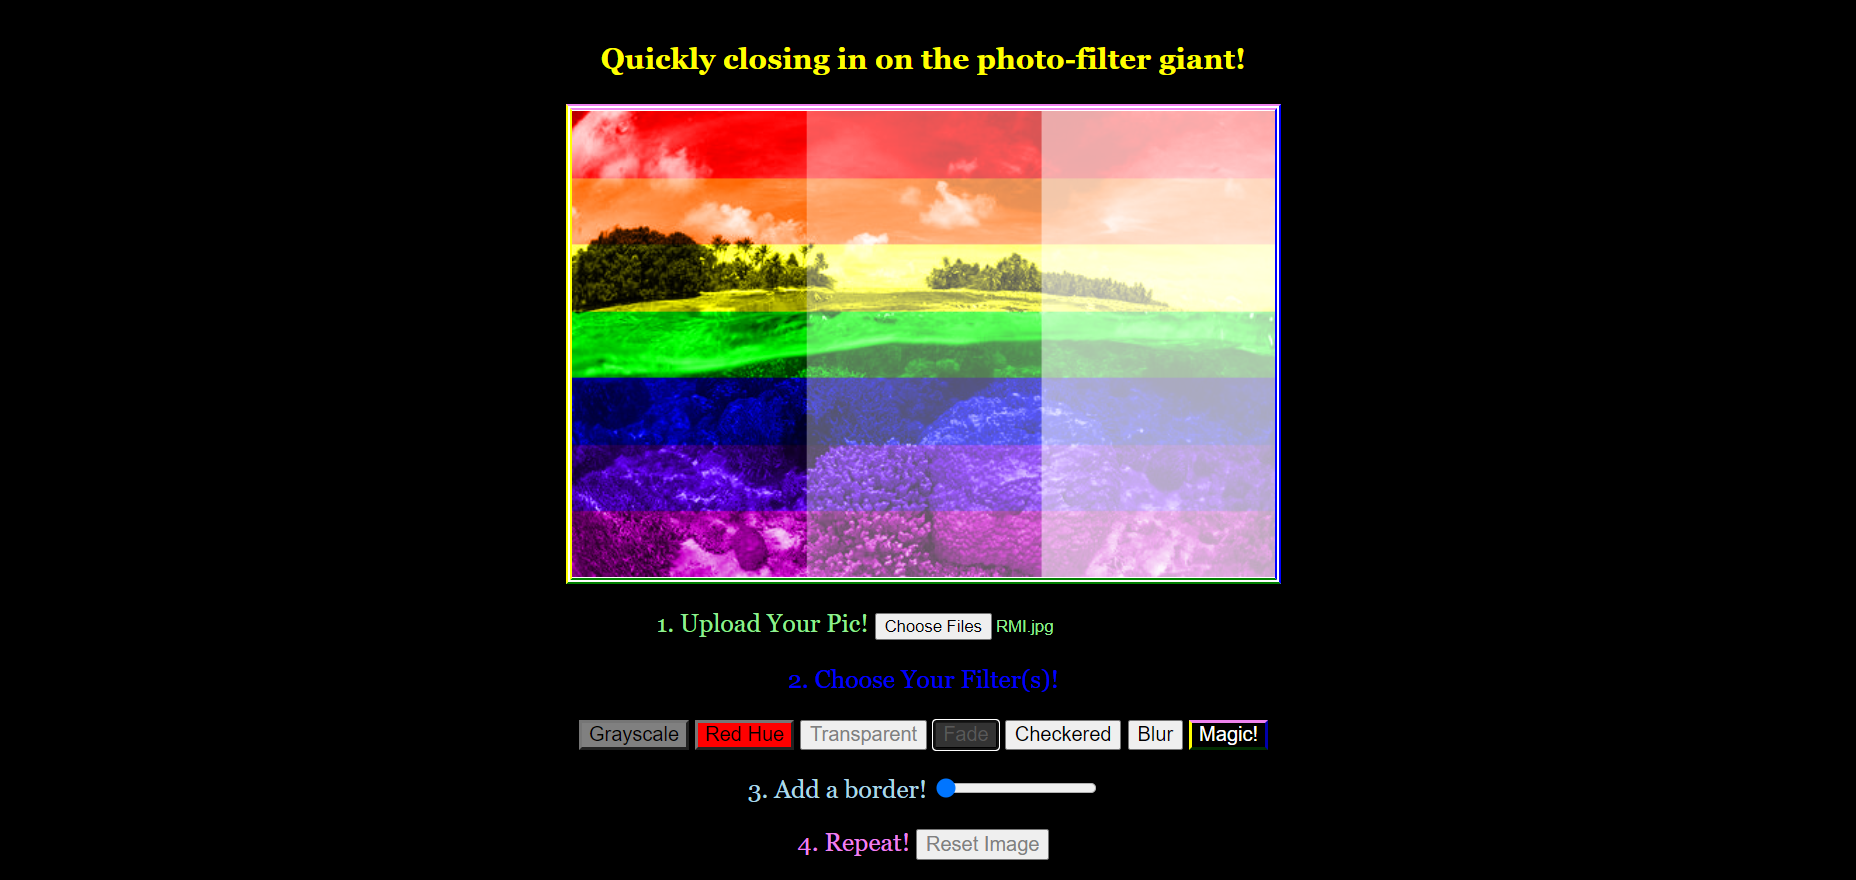 Quickly closing in on the photo-filter giant!
1. Upload Your Pic! Choose Files RMI.jpg
2. Choose Your Filter(s)!
Grayscale Red Hue Transparent Fade Checkered Blur Magic!
3. Add a border!
4. Repeat! Reset Image